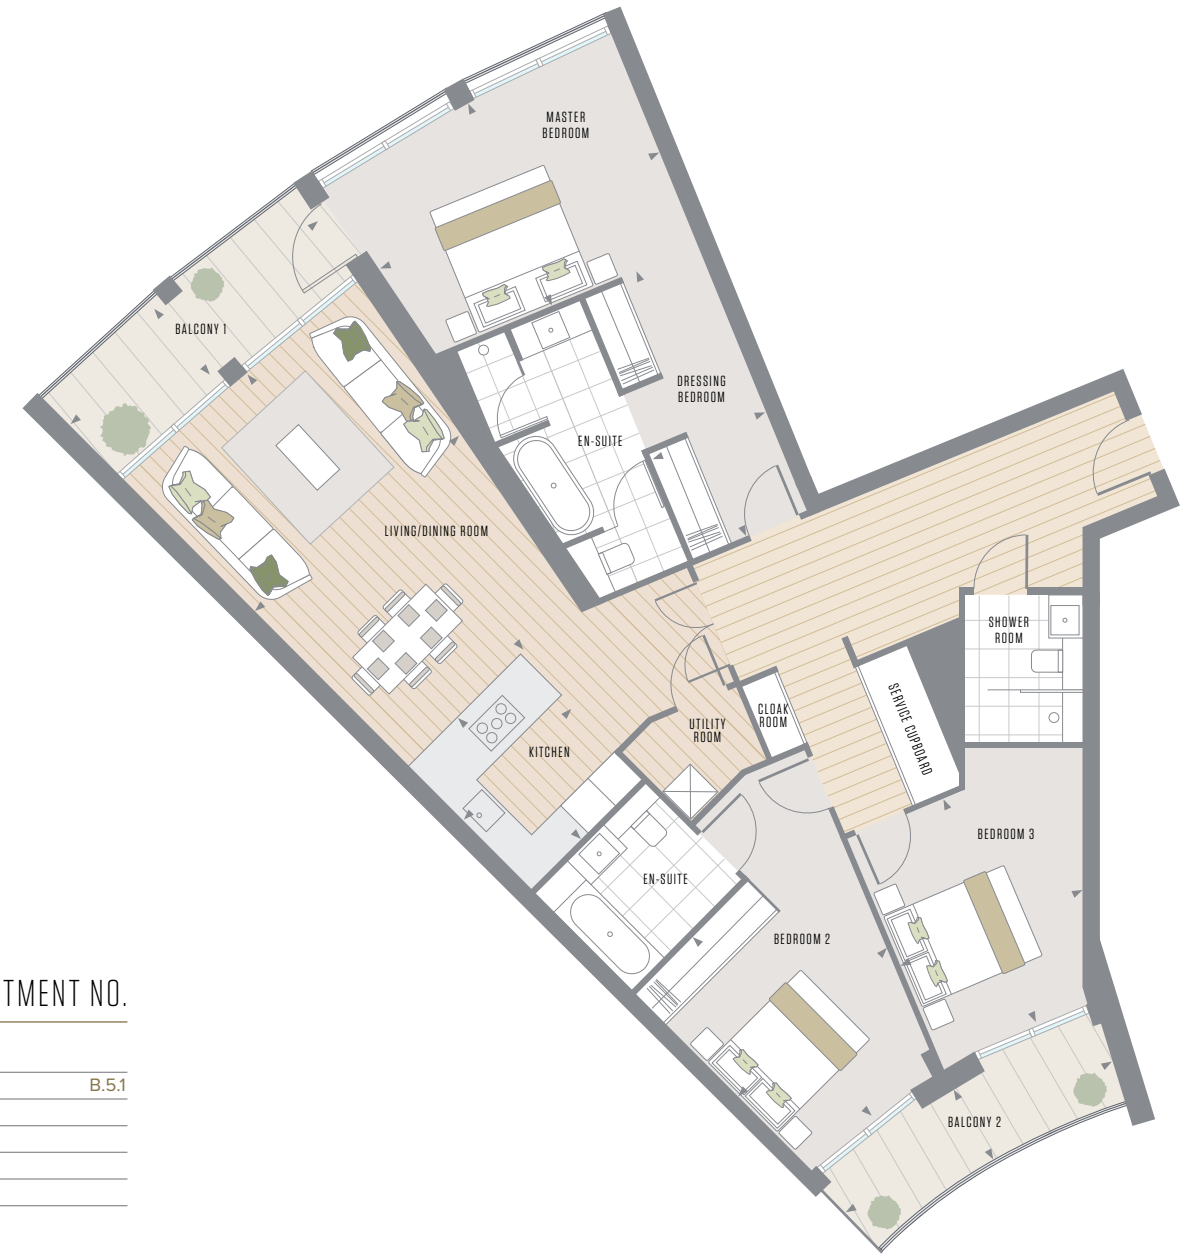 MASTER
BEDROOM
BALCONY 1
DRESSING
BEDROOM
EN-SUITE
LIVING/DINING ROOM
SHOWER
ROOM
CLOAK
ROOM
SERVICE CUPBOARD
UTILITY
ROOM
KITCHEN
BEDROOM 3
EN-SUITE
BEDROOM 2
TMENT NO.
B.5.1
BALCONY 2